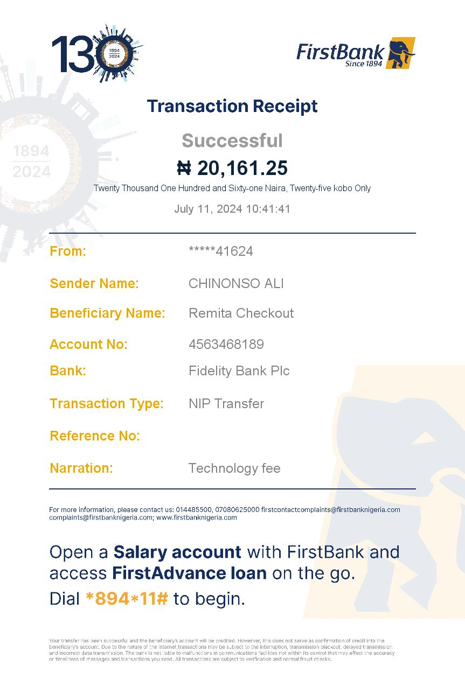 130
1894
2024
FirstBank
Since 1894
1894
2024
Transaction Receipt
Successful
₦ 20,161.25
Twenty Thousand One Hundred and Sixty-one Naira, Twenty-five kobo Only
July 11, 2024 10:41:41
From: *****41624
Sender Name: CHINONSO ALI
Beneficiary Name: Remita Checkout
Account No: 4563468189
Bank: Fidelity Bank Plc
Transaction Type: NIP Transfer
Reference No:
Narration: Technology fee
For more information, please contact us: 014485500, 07080625000 firstcontactcomplaints@firstbanknigeria.com
complaints@firstbanknigeria.com; www.firstbanknigeria.com
Open a Salary account with FirstBank and
access FirstAdvance loan on the go.
Dial *894*11# to begin.
Your transfer has been successful and the beneficiary's account will be credited. However, this does not serve as confirmation of credit into the
beneficiary's account. Due to the nature of the internet, transactions may be subject to interruption, transmission blackout, delayed transmission
and incorrect data transmission. The bank is not liable for malfunctions in communications facilities not within its control that may affect the accuracy
or timeliness of messages and transactions you send. All transactions are subject to verification and normal fraud checks.